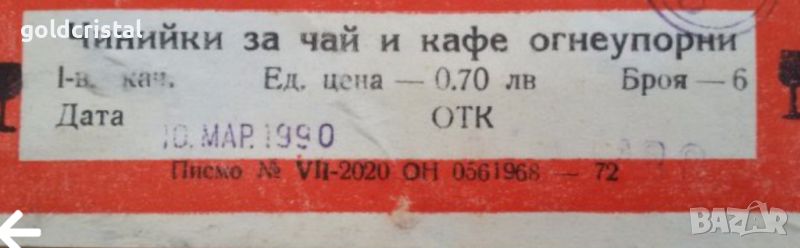 goldcristal
Чинийки за чай и кафе огнеупорни
I-в. кач. Ед. цена — 0.70 лв Броя — 6
Дата 10. МАР. 1990 ОТК
Писмо № VII-2020 ОН 0561968 — 72
bazar